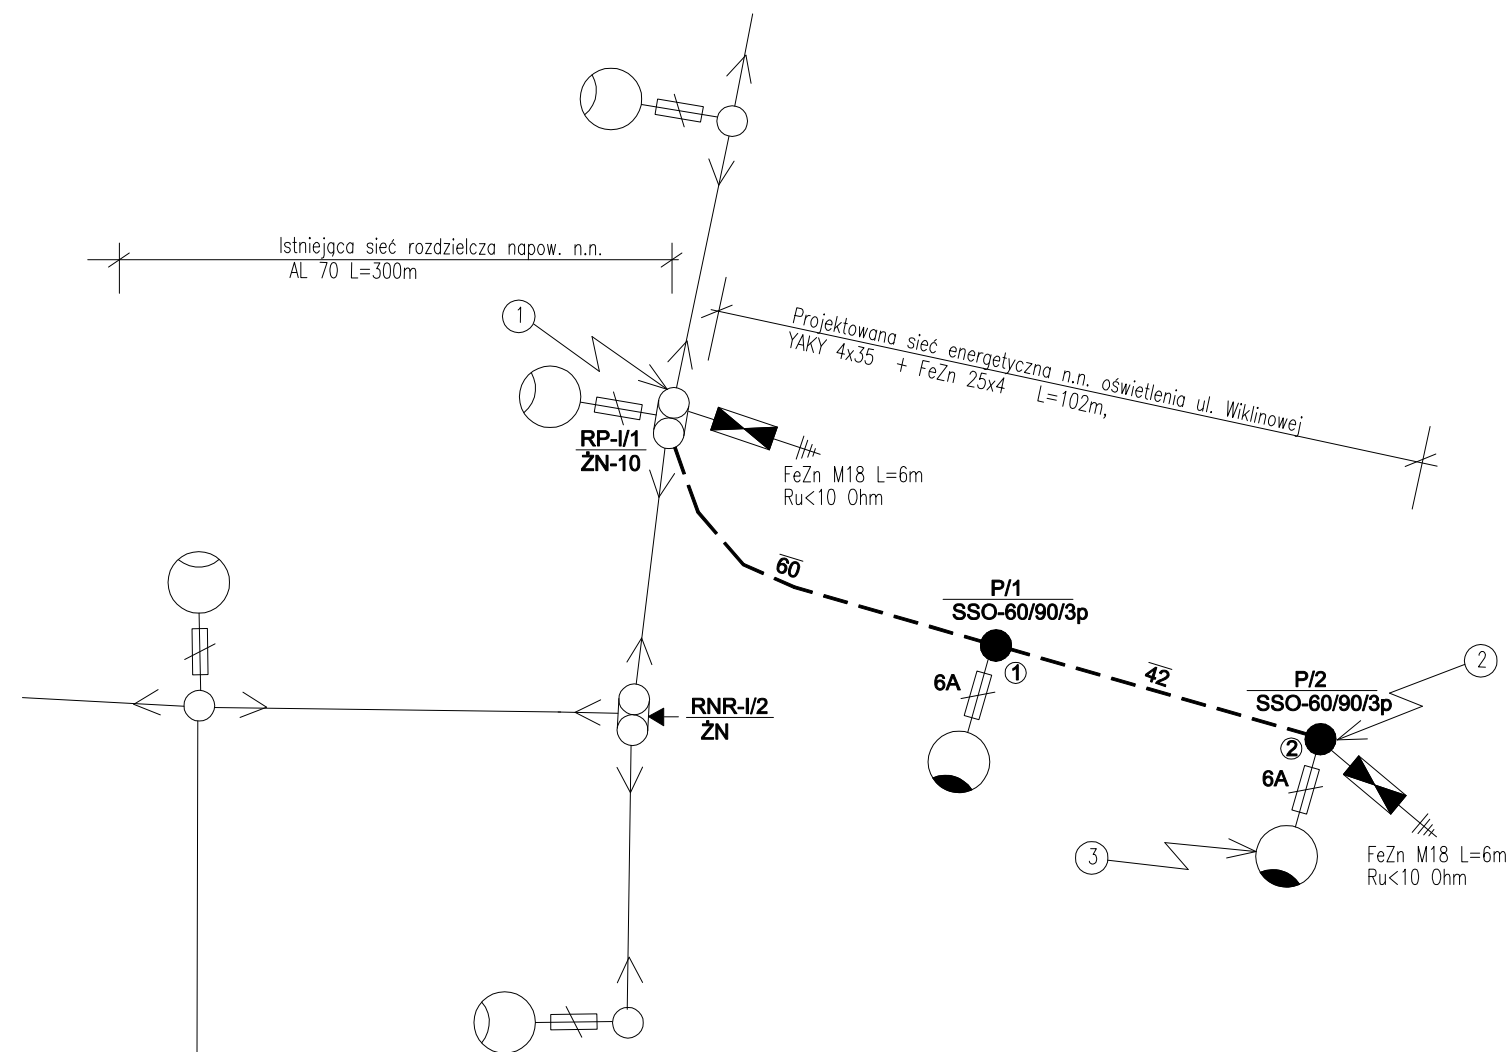 Istniejąca sieć rozdzielcza napow. n.n.
AL 70 L=300m
1
Projektowana sieć energetyczna n.n. oświetlenia ul. Wiklinowej
YAKY 4x35 + FeZn 25x4 L=102m,
RP-I/1
ŻN-10
FeZn M18 L=6m
Ru<10 Ohm
60
P/1
SSO-60/90/3p
6A
1
42
2
P/2
SSO-60/90/3p
RNR-I/2
ŻN
2
6A
3
FeZn M18 L=6m
Ru<10 Ohm